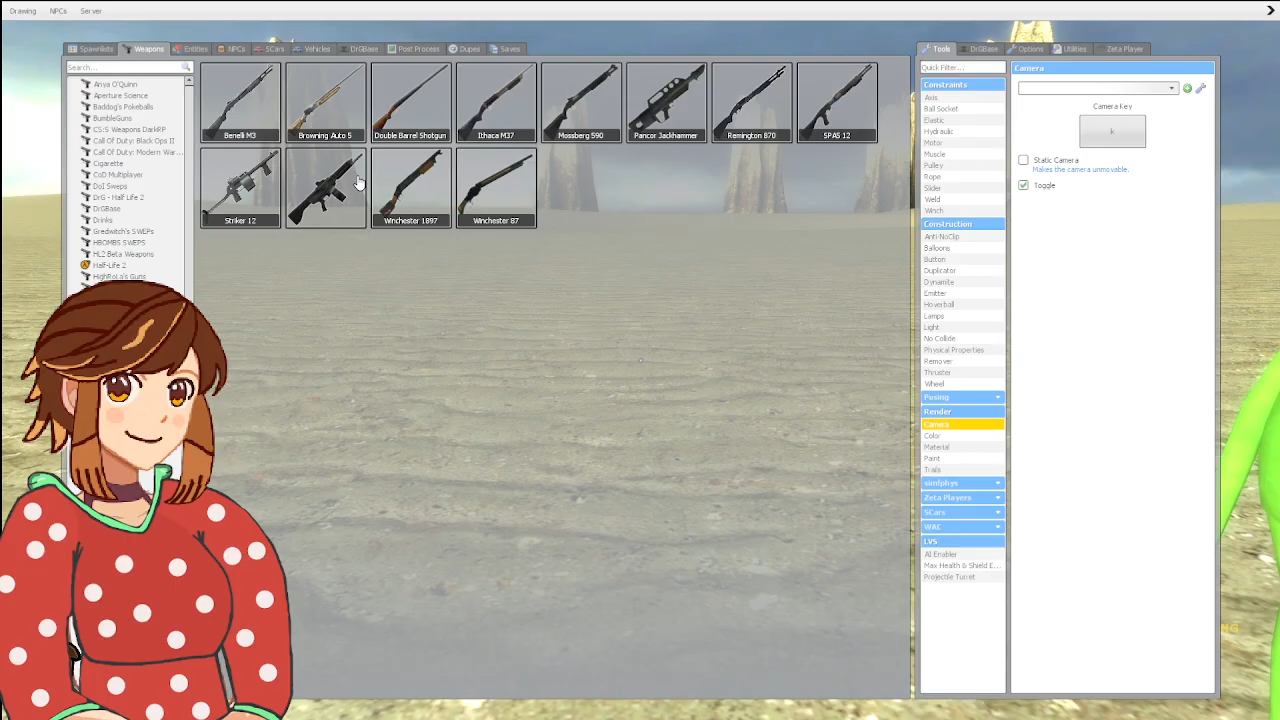 Drawing NPCs Server
Spawnlists Weapons Entities NPCs SCars Vehicles DrGBase Post Process Dupes Saves
Search...
Ariya O'Quinn
Aperture Science
Baddog's Pokeballs
BumbleGuns
CS:S Weapons DarkRP
Call Of Duty: Black Ops II
Call Of Duty: Modern War...
Cigarette
CoD Multiplayer
DoI Sweps
DrG - Half Life 2
DrGBase
Drinks
Gredwitch's SWEPs
HBOMBS SWEPS
HL2 Beta Weapons
Half-Life 2
HighRoLa's Guns
Benelli M3
Browning Auto 5
Double Barrel Shotgun
Ithaca M37
Mossberg 590
Pancor Jackhammer
Remington 870
SPAS 12
Striker 12
Winchester 1897
Winchester 87
Tools DrGBase Options Utilities Zeta Player
Quick Filter...
Constraints
Axis
Ball Socket
Elastic
Hydraulic
Motor
Muscle
Pulley
Rope
Slider
Weld
Winch
Construction
Anti-NoClip
Balloons
Button
Duplicator
Dynamite
Emitter
Hoverball
Lamps
Light
No Collide
Physical Properties
Remover
Thruster
Wheel
Posing
Render
Camera
Color
Material
Paint
Trails
simfphys
Zeta Players
SCars
WAC
LVS
AI Enabler
Max Health & Shield E...
Projectile Turret
Camera
Camera Key
k
Static Camera
Makes the camera unmovable.
Toggle